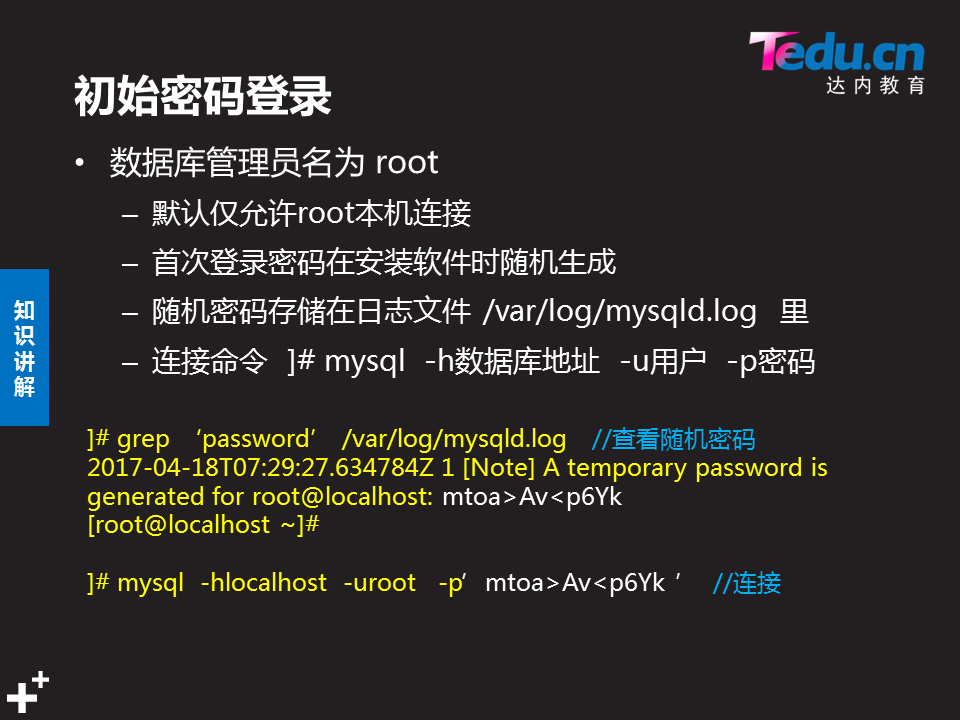 Tedu.cn
达内教育
初始密码登录
• 数据库管理员名为 root
– 默认仅允许root本机连接
– 首次登录密码在安装软件时随机生成
– 随机密码存储在日志文件 /var/log/mysqld.log 里
– 连接命令 ]# mysql -h数据库地址 -u用户 -p密码
知识讲解
]# grep ‘password’ /var/log/mysqld.log //查看随机密码
2017-04-18T07:29:27.634784Z 1 [Note] A temporary password is
generated for root@localhost: mtoa>Av<p6Yk
[root@localhost ~]#
]# mysql -hlocalhost -uroot -p’mtoa>Av<p6Yk ’ //连接